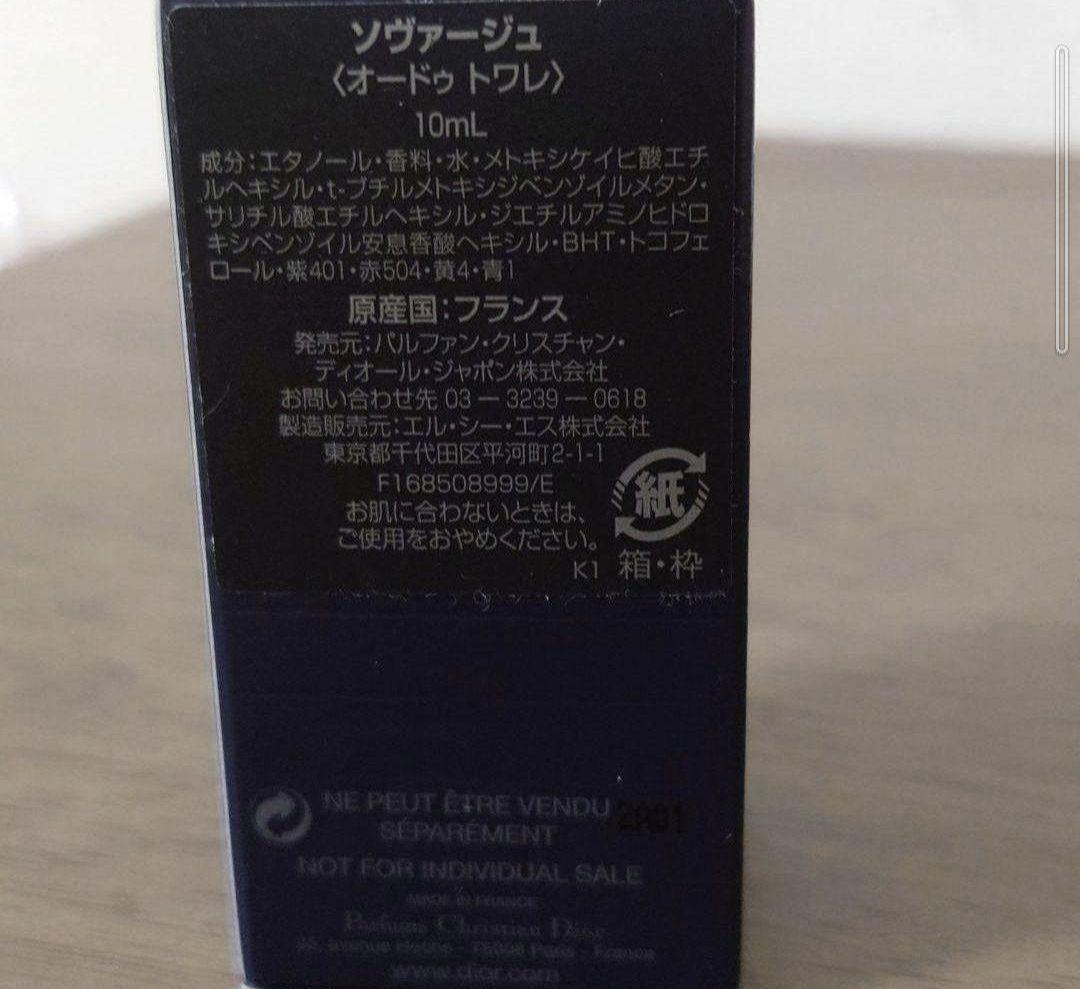 ソヴァージュ
〈オードゥ トワレ〉
10mL
成分:エタノール・香料・水・メトキシケイヒ酸エチ
ルヘキシル・t-ブチルメトキシジベンゾイルメタン・
サリチル酸エチルヘキシル・ジエチルアミノヒドロ
キシベンゾイル安息香酸ヘキシル・BHT・トコフェ
ロール・紫401・赤504・黄4・青1
原産国:フランス
発売元:パルファン・クリスチャン・
ディオール・ジャポン株式会社
お問い合わせ先 03 ー 3239 ー 0618
製造販売元:エル・シー・エス株式会社
東京都千代田区平河町2-1-1
F168508999/E
お肌に合わないときは、
ご使用をおやめください。
紙
K1 箱・枠
NE PEUT ÊTRE VENDU
SÉPARÉMENT
NOT FOR INDIVIDUAL SALE
MADE IN FRANCE
Parfums Christian Dior
avenue Hoche - 75008 Paris - France
www.dior.com